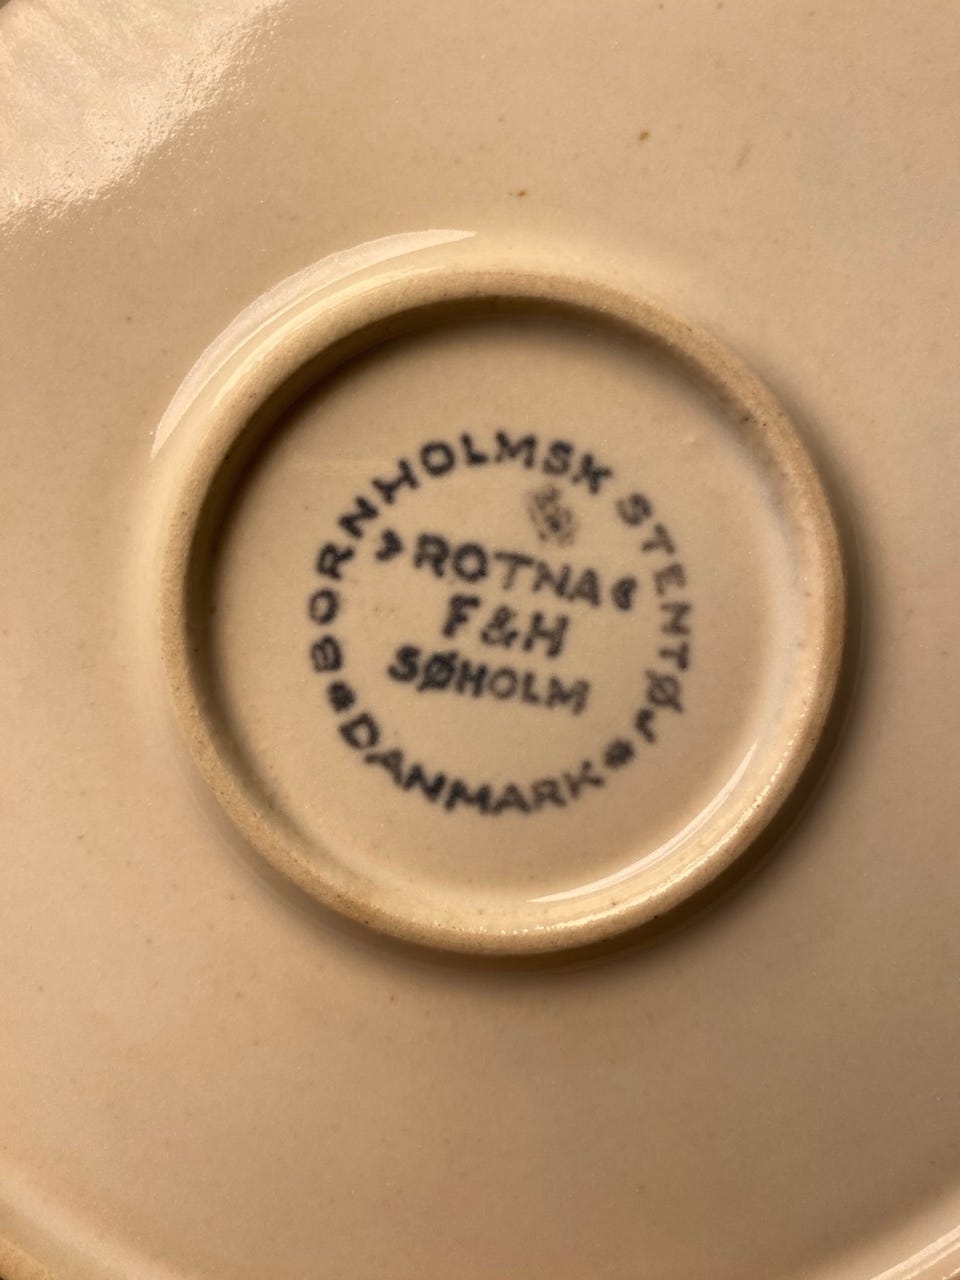 BORNHOLMSK STENTØJ
»ROTNA«
F&H
SØHOLM
DANMARK